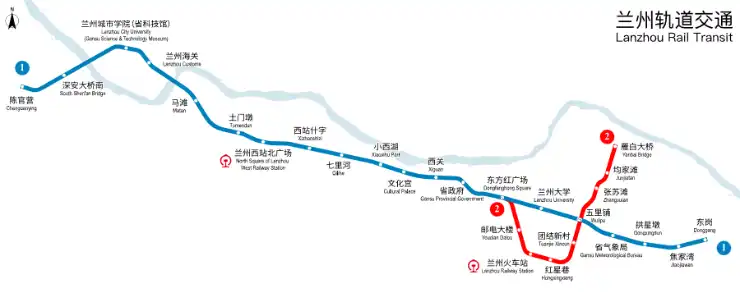 兰州轨道交通
Lanzhou Rail Transit
N
1
陈官营
Chenguanying
深安大桥南
South Shen'an Bridge
兰州城市学院(省科技馆)
Lanzhou City University
(Gansu Science & Technology Museum)
兰州海关
Lanzhou Customs
马滩
Matan
土门墩
Tumendun
兰州西站北广场
North Square of Lanzhou
West Railway Station
西站什字
Xizhanshizi
七里河
Qilihe
小西湖
Xiaoxihu Park
文化宫
Cultural Palace
西关
Xiguan
省政府
Gansu Provincial Government
东方红广场
Dongfanghong Square
2
兰州大学
Lanzhou University
五里铺
Wulipu
省气象局
Gansu Meteorological Bureau
拱星墩
Gongxingdun
焦家湾
Jiaojiawan
东岗
Donggang
1
邮电大楼
Youdian Dalou
兰州火车站
Lanzhou Railway Station
红星巷
Hongxingxiang
团结新村
Tuanjie Xincun
张苏滩
Zhangsutan
均家滩
Junjiatan
雁白大桥
Yanbai Bridge
2